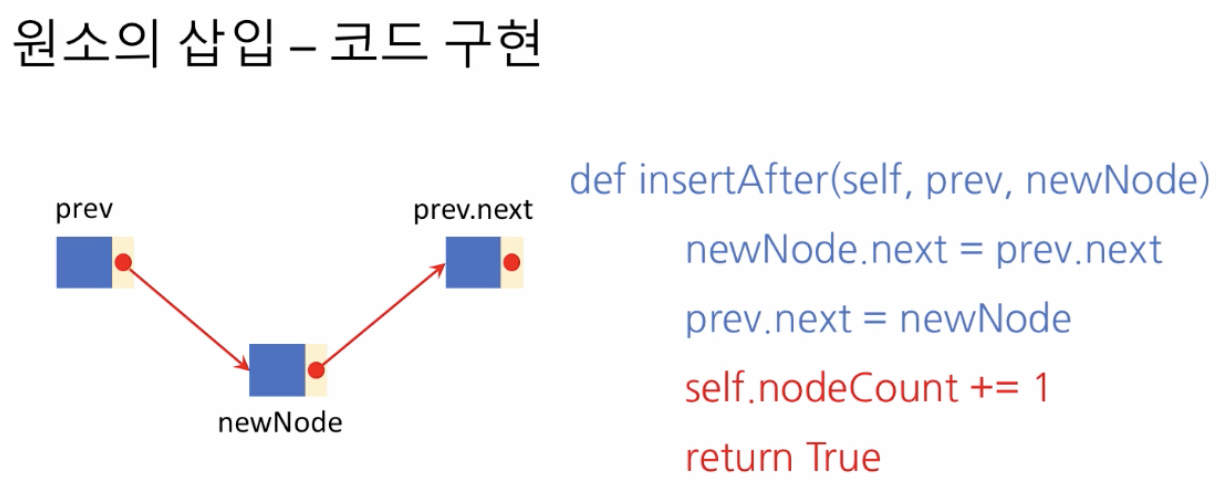 원소의 삽입 – 코드 구현
prev
prev.next
newNode
def insertAfter(self, prev, newNode)
newNode.next = prev.next
prev.next = newNode
self.nodeCount += 1
return True